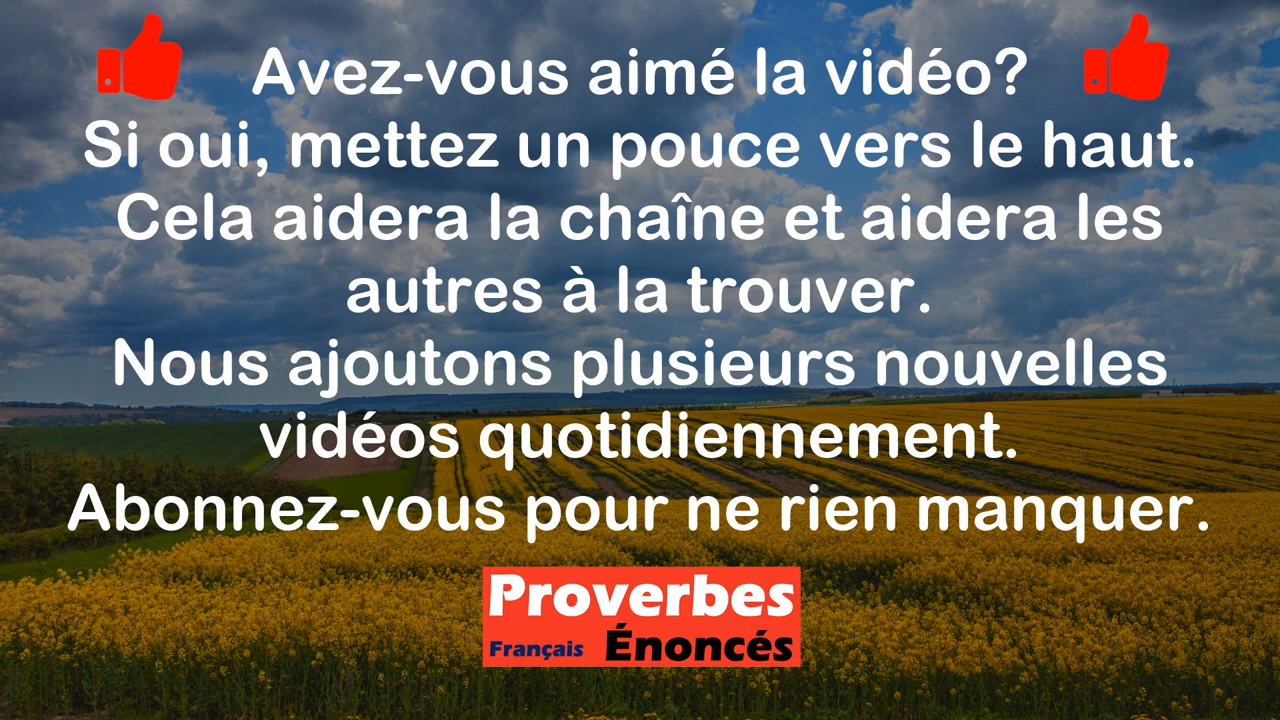 Avez-vous aimé la vidéo?
Si oui, mettez un pouce vers le haut.
Cela aidera la chaîne et aidera les
autres à la trouver.
Nous ajoutons plusieurs nouvelles
vidéos quotidiennement.
Abonnez-vous pour ne rien manquer.
Proverbes
Français Énoncés